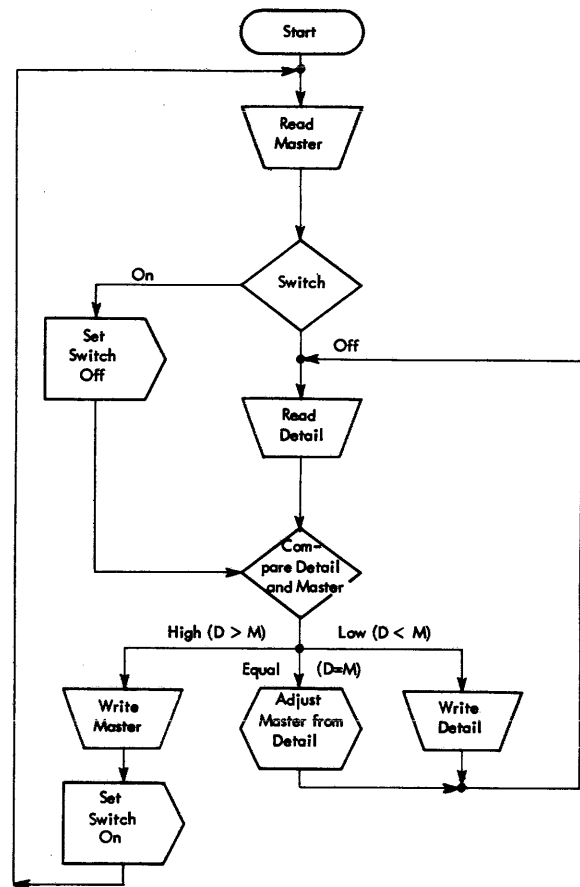 Start
Read
Master
Switch
On
Set
Switch
Off
Off
Read
Detail
Com-
pare Detail
and Master
High (D > M)
Low (D < M)
Equal (D=M)
Write
Master
Adjust
Master from
Detail
Write
Detail
Set
Switch
On